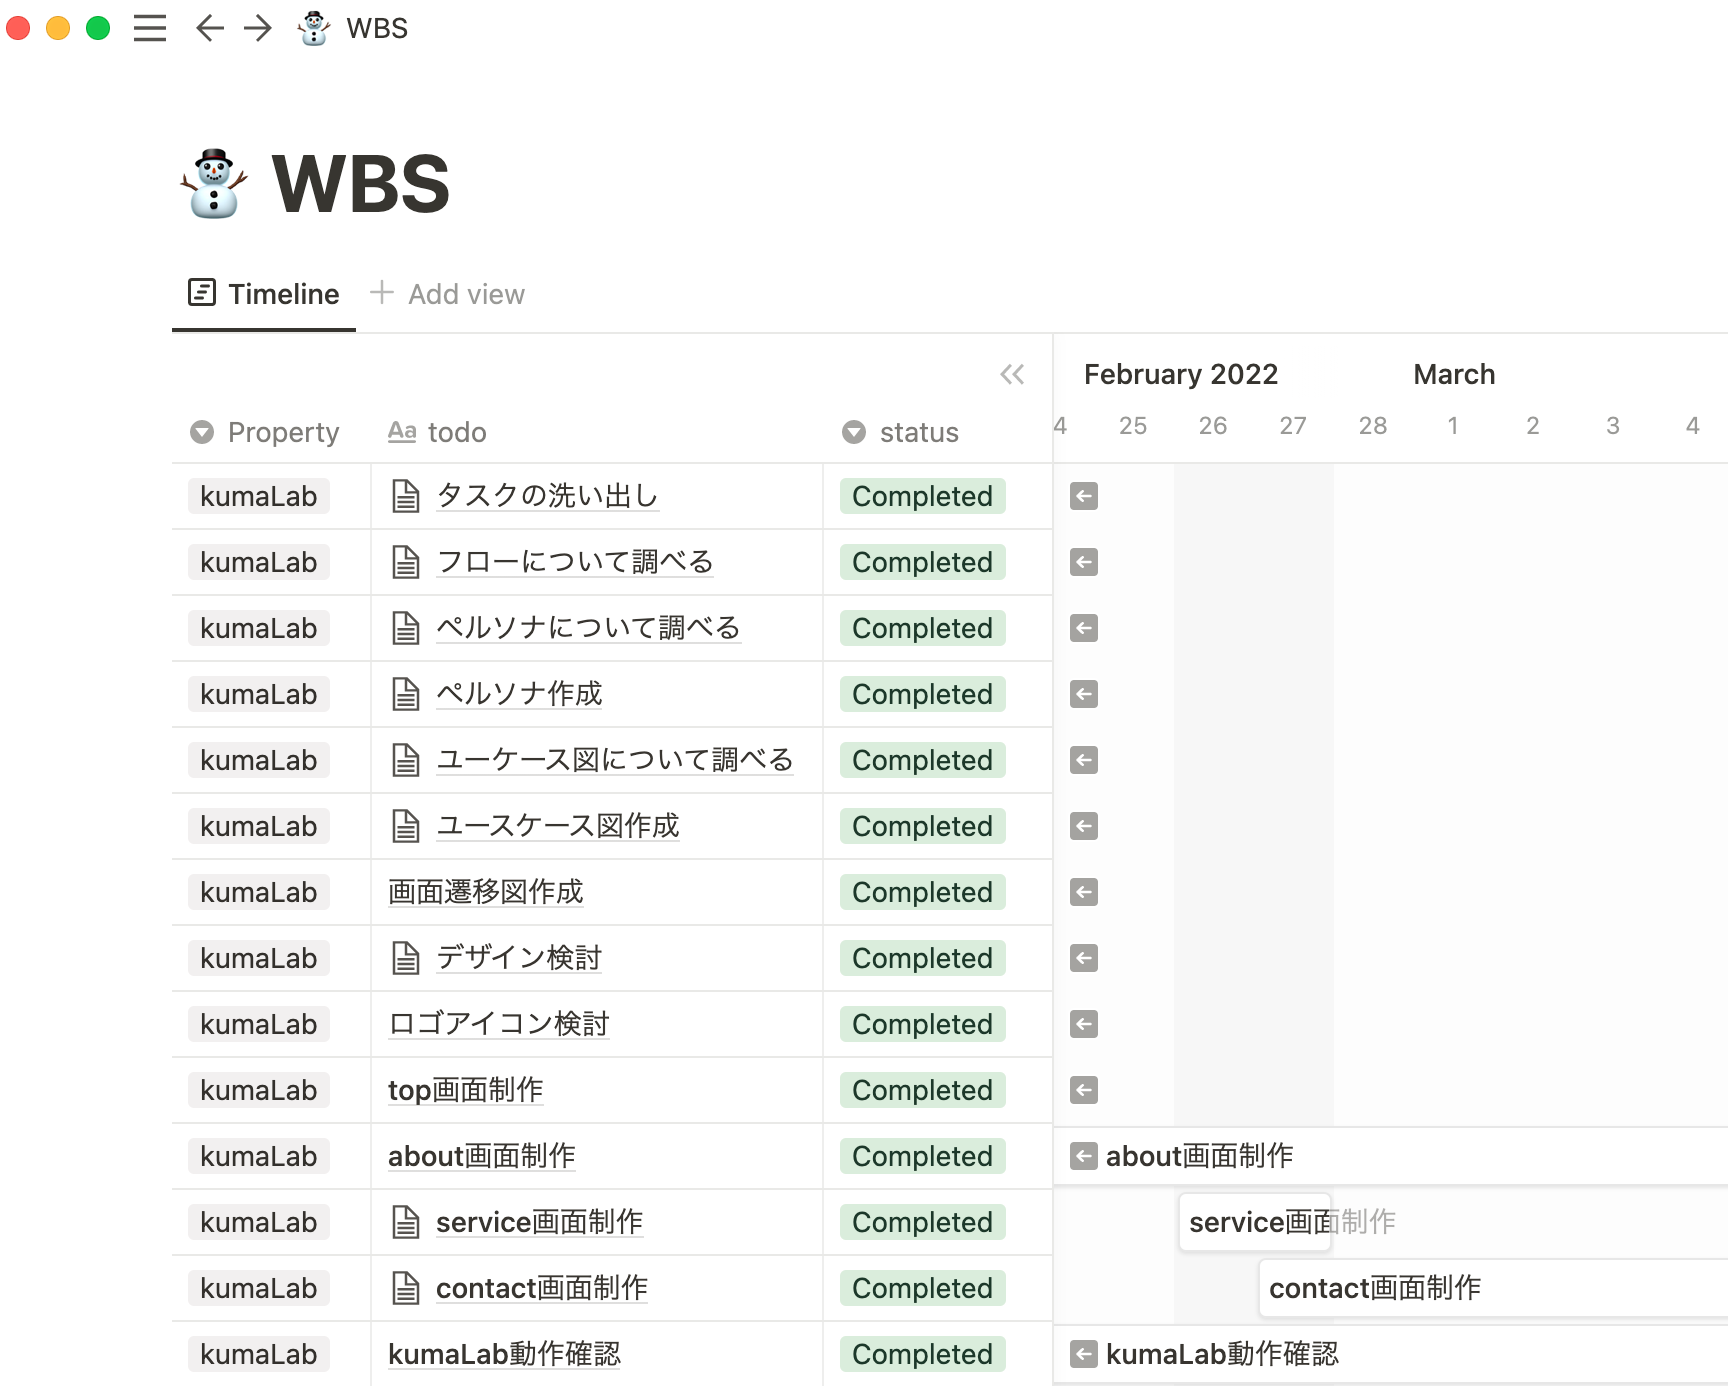 WBS
WBS
Timeline Add view
February 2022 March
Property Aa todo status 4 25 26 27 28 1 2 3 4
kumaLab タスクの洗い出し Completed
kumaLab フローについて調べる Completed
kumaLab ペルソナについて調べる Completed
kumaLab ペルソナ作成 Completed
kumaLab ユーケース図について調べる Completed
kumaLab ユースケース図作成 Completed
kumaLab 画面遷移図作成 Completed
kumaLab デザイン検討 Completed
kumaLab ロゴアイコン検討 Completed
kumaLab top画面制作 Completed
kumaLab about画面制作 Completed about画面制作
kumaLab service画面制作 Completed service画面制作
kumaLab contact画面制作 Completed contact画面制作
kumaLab kumaLab動作確認 Completed kumaLab動作確認